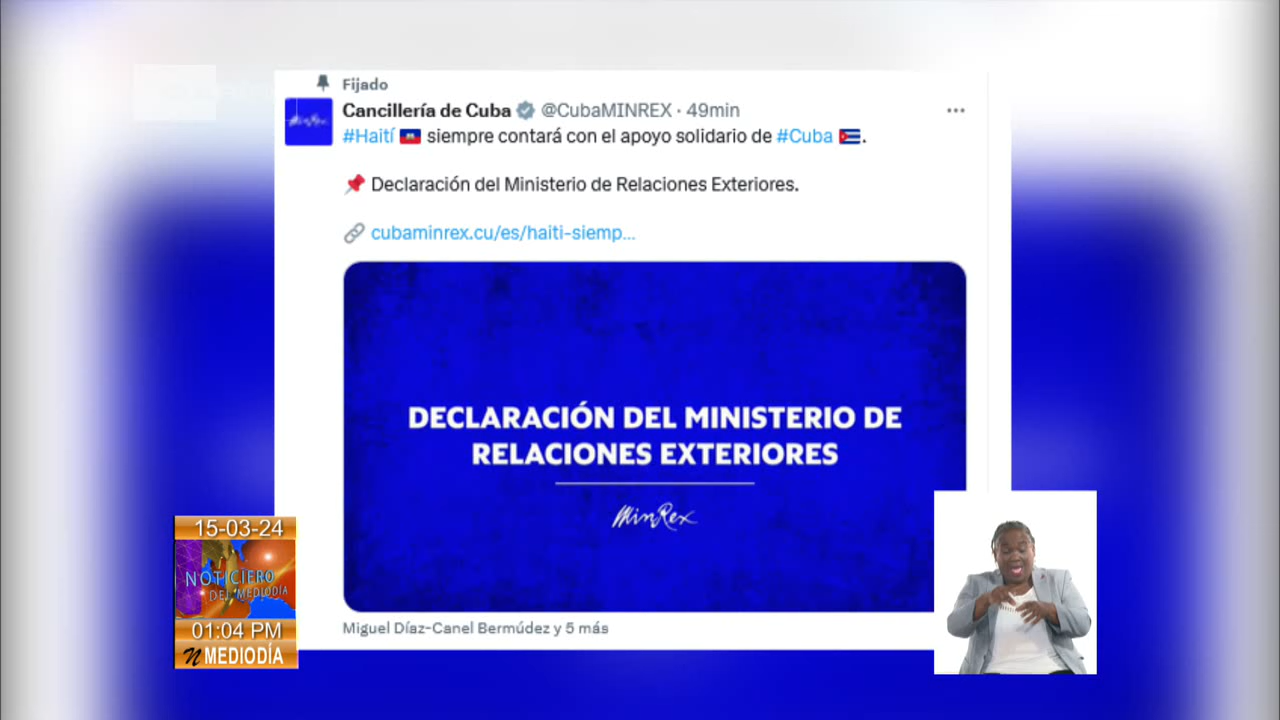 Fijado
Cancillería de Cuba @CubaMINREX · 49min
#Haití 🇭🇹 siempre contará con el apoyo solidario de #Cuba 🇨🇺.
📌 Declaración del Ministerio de Relaciones Exteriores.
🔗 cubaminrex.cu/es/haiti-siemp...
DECLARACIÓN DEL MINISTERIO DE
RELACIONES EXTERIORES
MinRex
Miguel Díaz-Canel Bermúdez y 5 más
15-03-24
NOTICIERO
DEL MEDIODÍA
01:04 PM
n MEDIODÍA
MinRex